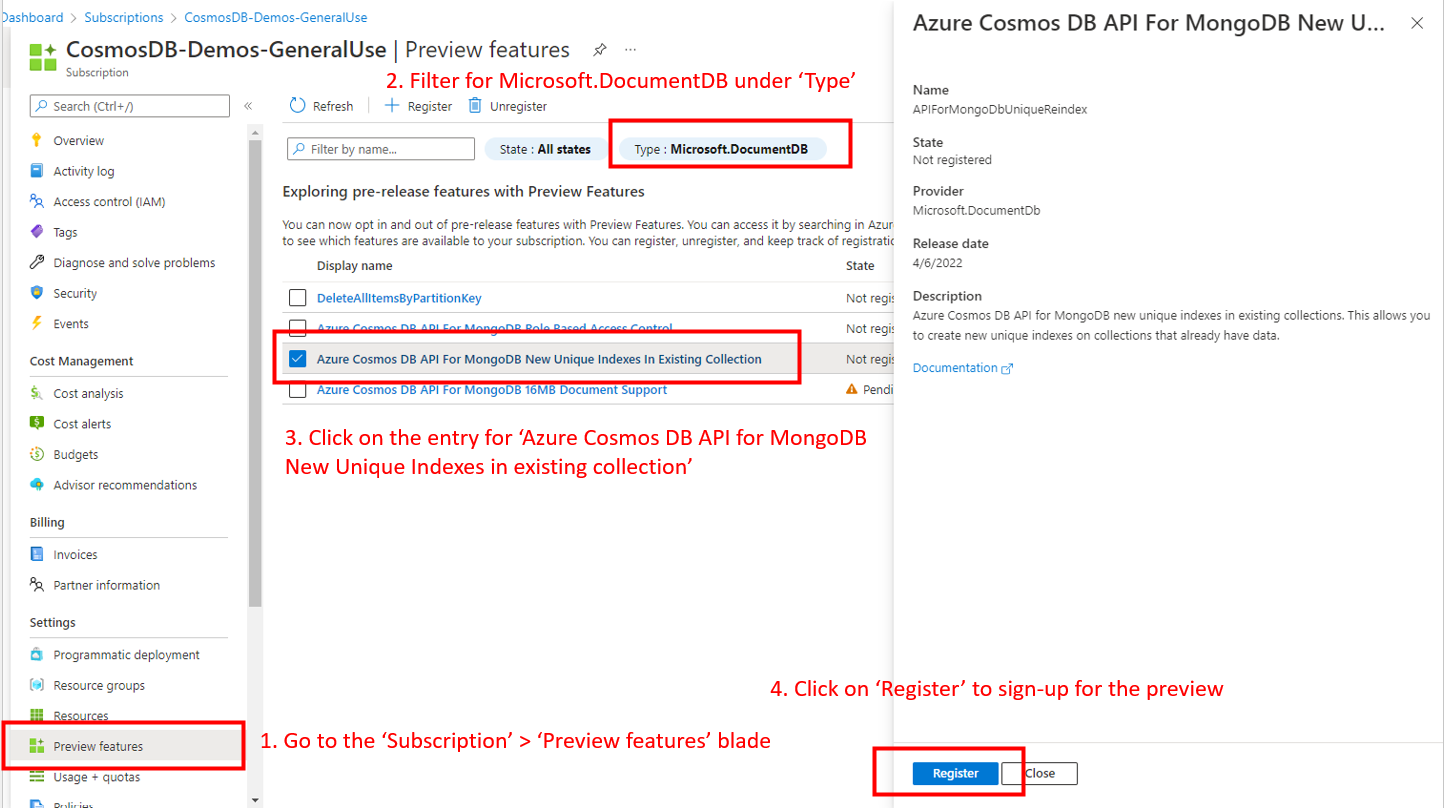 Dashboard > Subscriptions > CosmosDB-Demos-GeneralUse
CosmosDB-Demos-GeneralUse | Preview features ...
Subscription
2. Filter for Microsoft.DocumentDB under ‘Type’
Search (Ctrl+/) «
Refresh Register Unregister
Filter by name... State : All states Type : Microsoft.DocumentDB
Overview
Activity log
Access control (IAM)
Tags
Diagnose and solve problems
Security
Events
Cost Management
Cost analysis
Cost alerts
Budgets
Advisor recommendations
Billing
Invoices
Partner information
Settings
Programmatic deployment
Resource groups
Resources
Preview features
Usage + quotas
Policies
Exploring pre-release features with Preview Features
You can now opt in and out of pre-release features with Preview Features. You can access it by searching in Azur
to see which features are available to your subscription. You can register, unregister, and keep track of registratio
Display name State
DeleteAllItemsByPartitionKey Not regis
Azure Cosmos DB API For MongoDB Role Based Access Control Not regis
Azure Cosmos DB API For MongoDB New Unique Indexes In Existing Collection Not regis
Azure Cosmos DB API For MongoDB 16MB Document Support Pendi
3. Click on the entry for ‘Azure Cosmos DB API for MongoDB
New Unique Indexes in existing collection’
1. Go to the ‘Subscription’ > ‘Preview features’ blade
Azure Cosmos DB API For MongoDB New U...
Name
APIForMongoDbUniqueReindex
State
Not registered
Provider
Microsoft.DocumentDb
Release date
4/6/2022
Description
Azure Cosmos DB API for MongoDB new unique indexes in existing collections. This allows you
to create new unique indexes on collections that already have data.
Documentation
4. Click on ‘Register’ to sign-up for the preview
Register Close